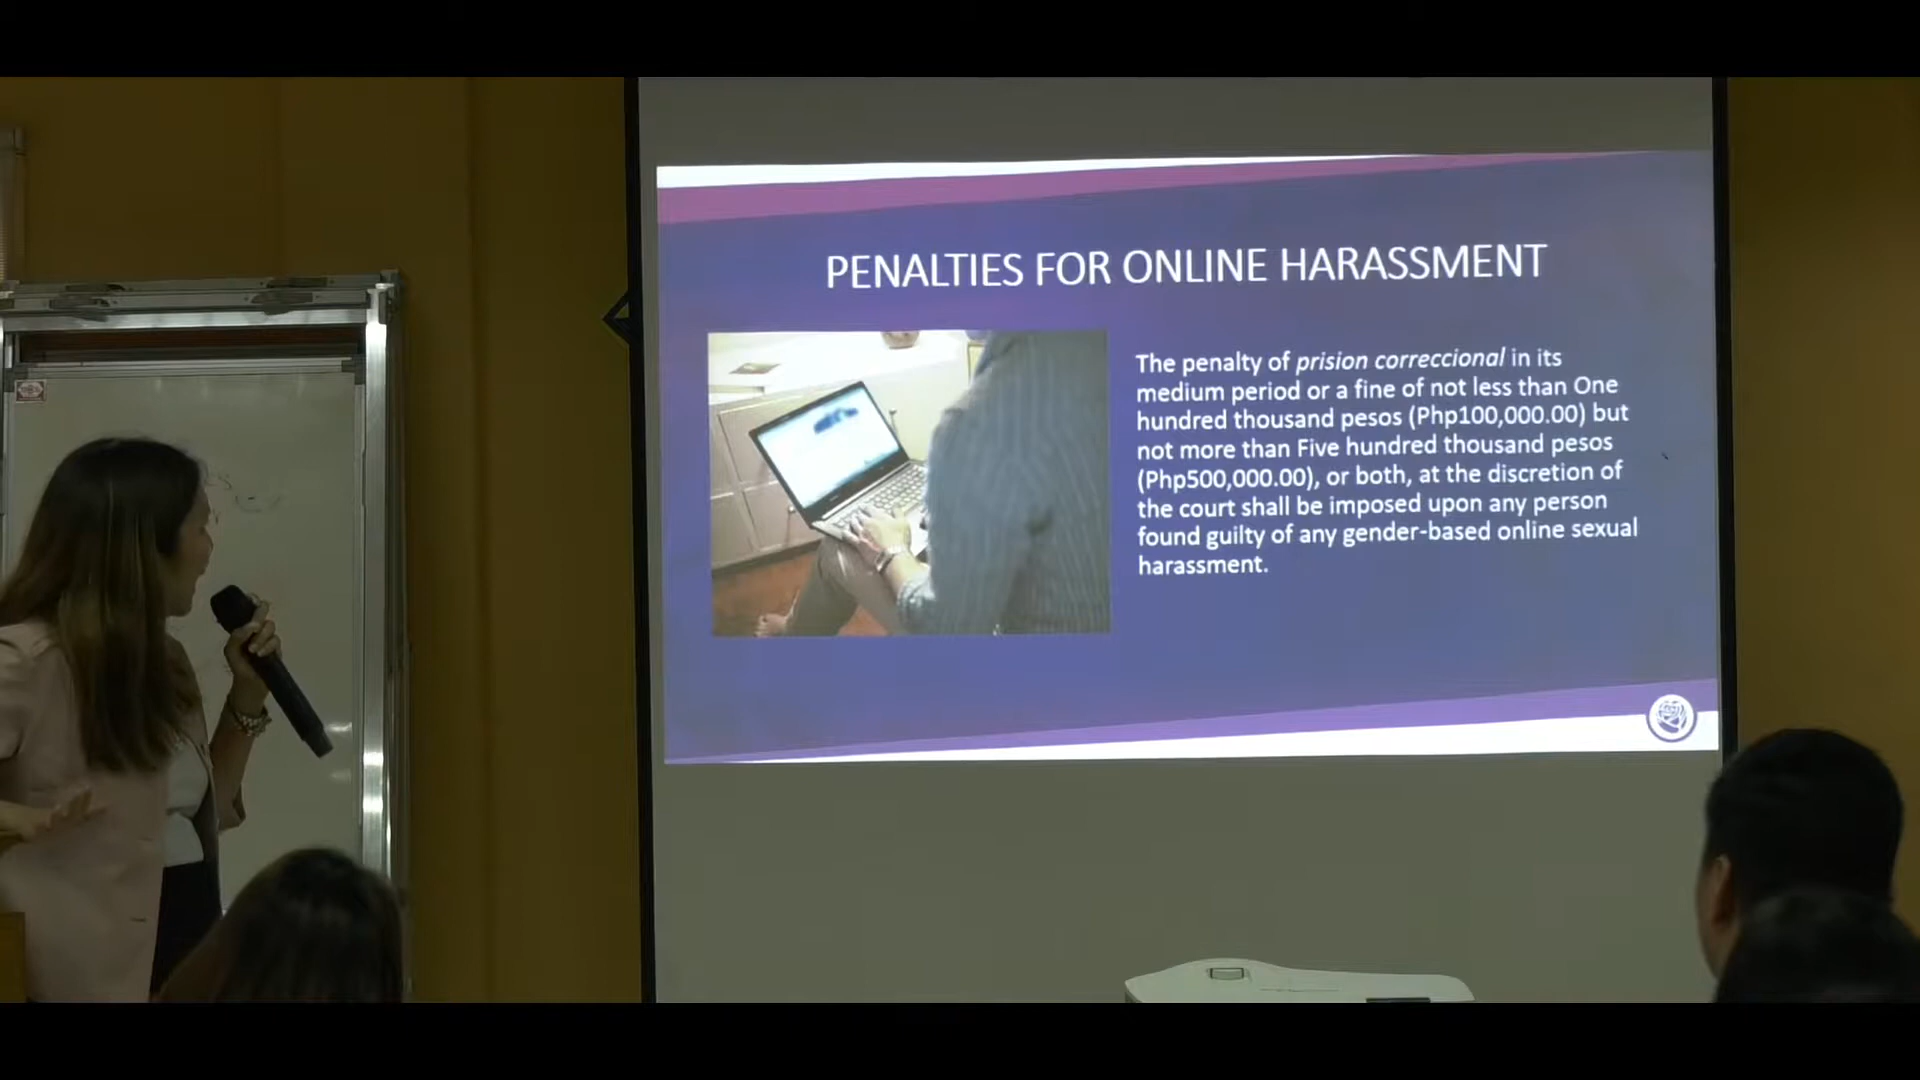 PENALTIES FOR ONLINE HARASSMENT
The penalty of prision correccional in its
medium period or a fine of not less than One
hundred thousand pesos (Php100,000.00) but
not more than Five hundred thousand pesos
(Php500,000.00), or both, at the discretion of
the court shall be imposed upon any person
found guilty of any gender-based online sexual
harassment.